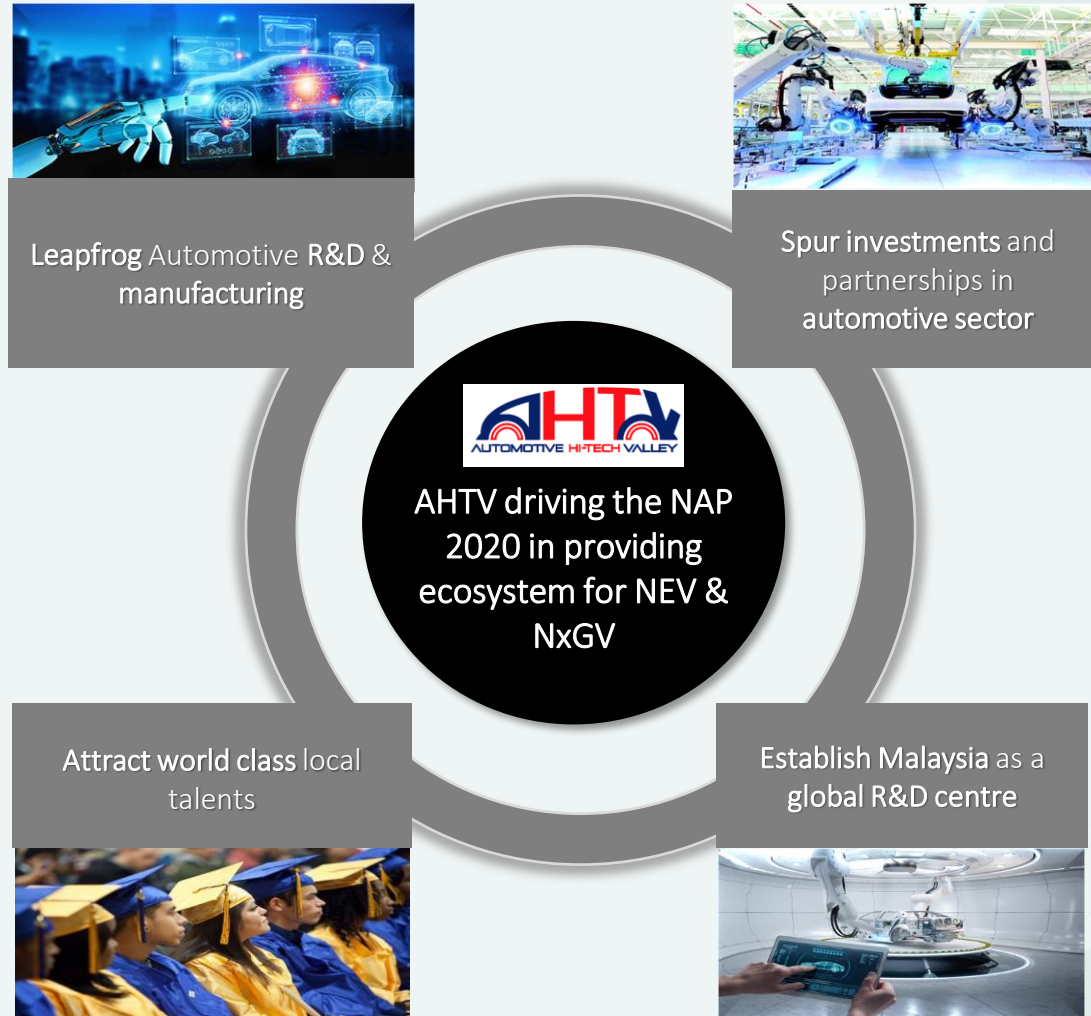 Leapfrog Automotive R&D &
manufacturing
Spur investments and
partnerships in
automotive sector
AHTV
AUTOMOTIVE HI-TECH VALLEY
AHTV driving the NAP
2020 in providing
ecosystem for NEV &
NxGV
Attract world class local
talents
Establish Malaysia as a
global R&D centre